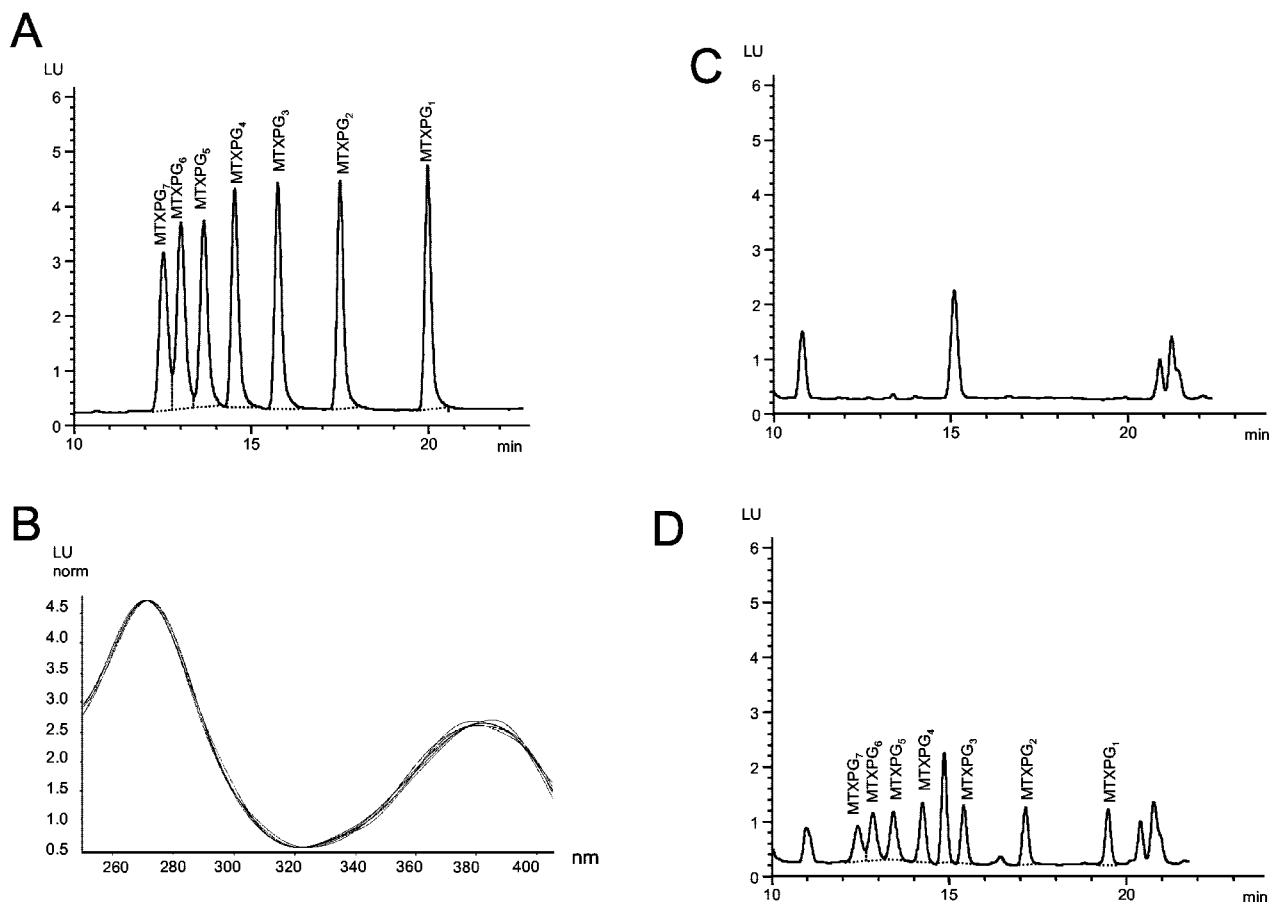 A
LU
6
5
4
3
2
1
0
10
15
20
min
MTXPG7
MTXPG6
MTXPG5
MTXPG4
MTXPG3
MTXPG2
MTXPG1
C
LU
6
5
4
3
2
1
0
10
15
20
min
B
LU
norm
4.5
4.0
3.5
3.0
2.5
2.0
1.5
1.0
0.5
260
280
300
320
340
360
380
400
nm
D
LU
6
5
4
3
2
1
0
10
15
20
min
MTXPG7
MTXPG6
MTXPG5
MTXPG4
MTXPG3
MTXPG2
MTXPG1